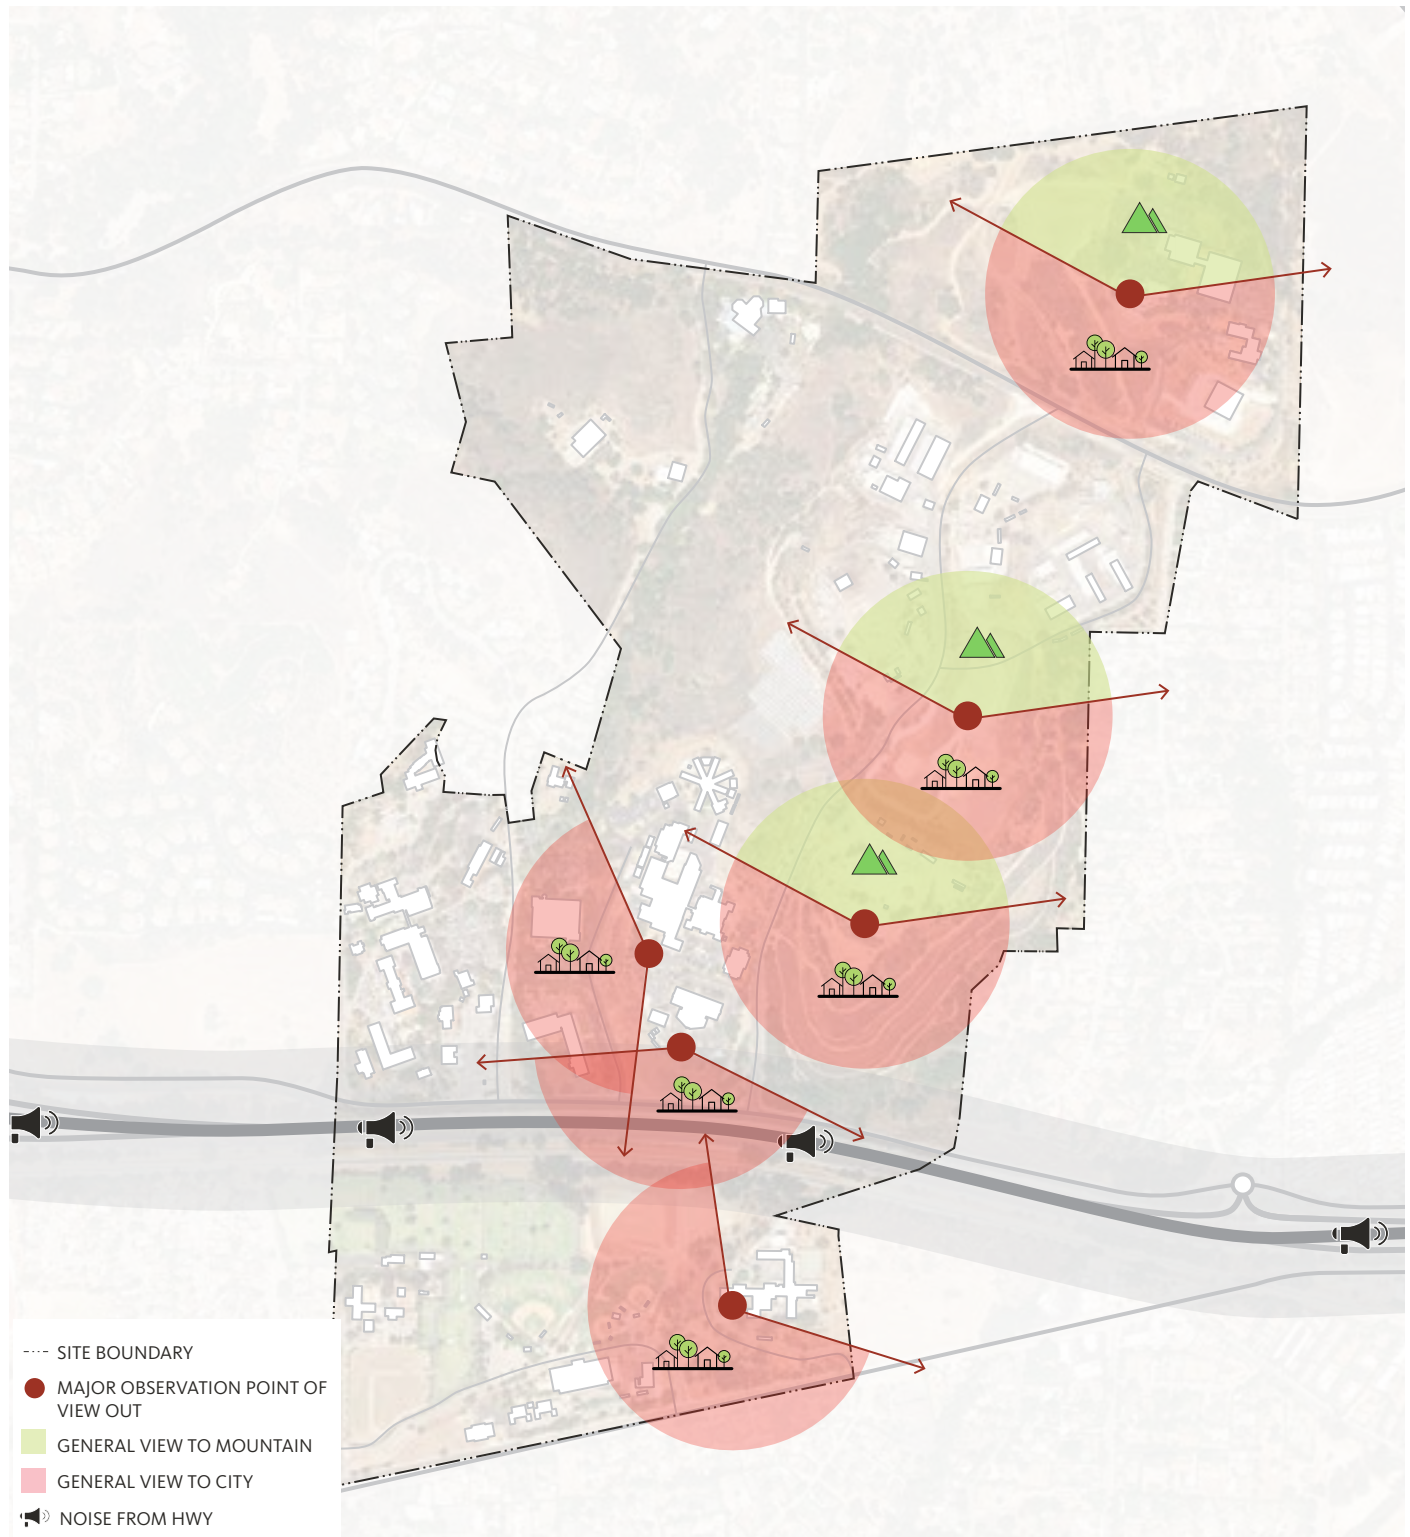 SITE BOUNDARY
MAJOR OBSERVATION POINT OF
VIEW OUT
GENERAL VIEW TO MOUNTAIN
GENERAL VIEW TO CITY
NOISE FROM HWY